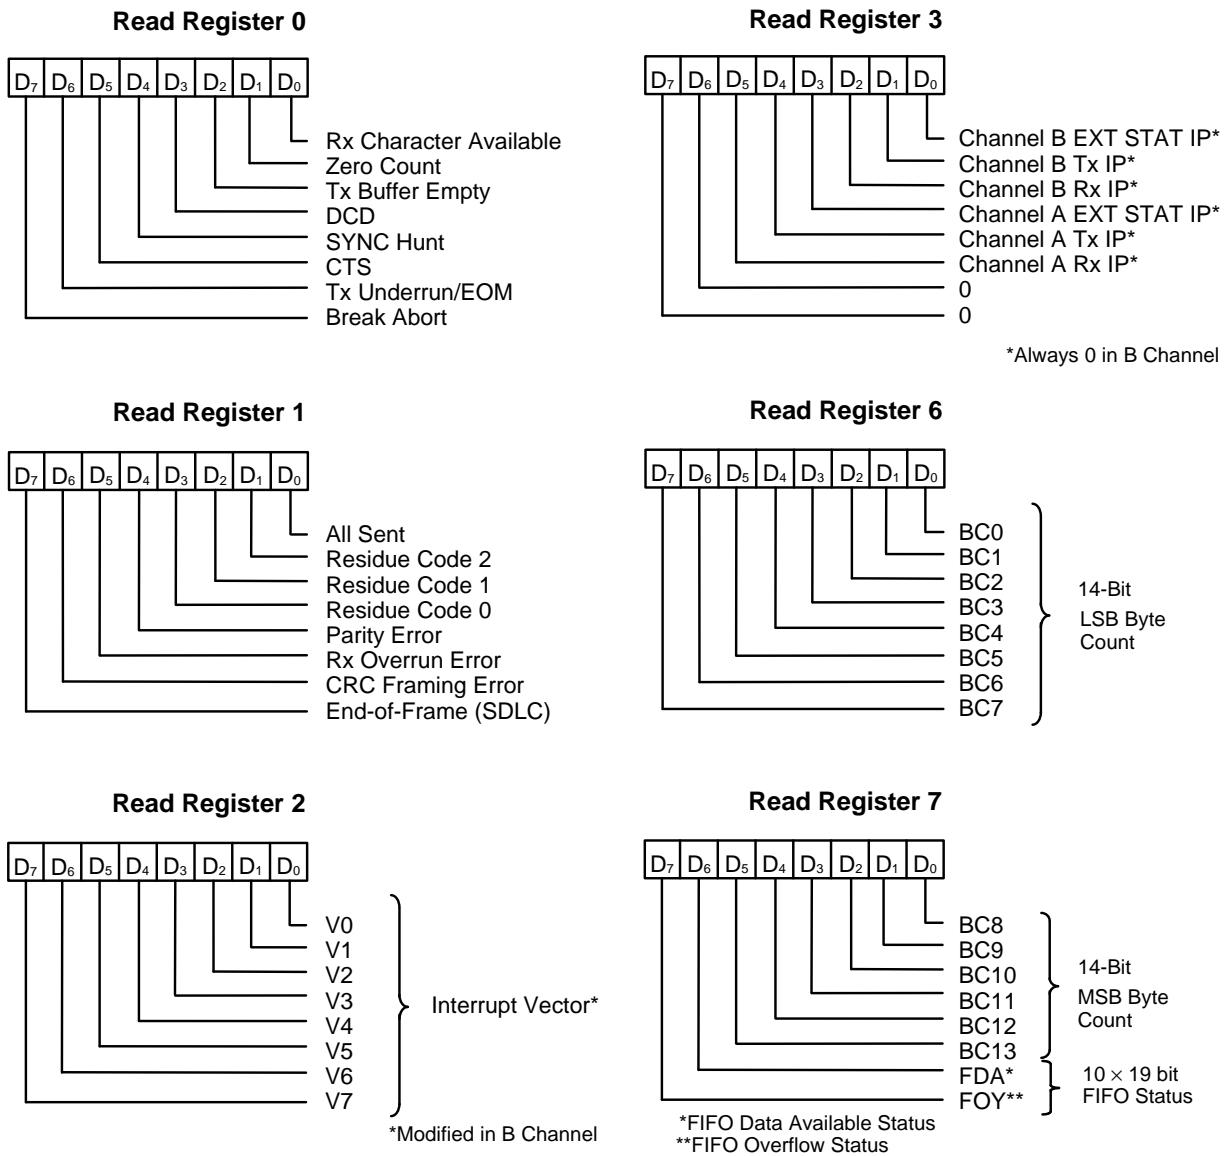 Read Register 0
D₇ D₆ D₅ D₄ D₃ D₂ D₁ D₀
Rx Character Available
Zero Count
Tx Buffer Empty
DCD
SYNC Hunt
CTS
Tx Underrun/EOM
Break Abort
Read Register 3
D₇ D₆ D₅ D₄ D₃ D₂ D₁ D₀
Channel B EXT STAT IP*
Channel B Tx IP*
Channel B Rx IP*
Channel A EXT STAT IP*
Channel A Tx IP*
Channel A Rx IP*
0
0
*Always 0 in B Channel
Read Register 1
D₇ D₆ D₅ D₄ D₃ D₂ D₁ D₀
All Sent
Residue Code 2
Residue Code 1
Residue Code 0
Parity Error
Rx Overrun Error
CRC Framing Error
End-of-Frame (SDLC)
Read Register 6
D₇ D₆ D₅ D₄ D₃ D₂ D₁ D₀
BC0
BC1
BC2
BC3
BC4
BC5
BC6
BC7
14-Bit
LSB Byte
Count
Read Register 2
D₇ D₆ D₅ D₄ D₃ D₂ D₁ D₀
V0
V1
V2
V3
V4
V5
V6
V7
Interrupt Vector*
*Modified in B Channel
Read Register 7
D₇ D₆ D₅ D₄ D₃ D₂ D₁ D₀
BC8
BC9
BC10
BC11
BC12
BC13
FDA*
FOY**
14-Bit
MSB Byte
Count
10 × 19 bit
FIFO Status
*FIFO Data Available Status
**FIFO Overflow Status